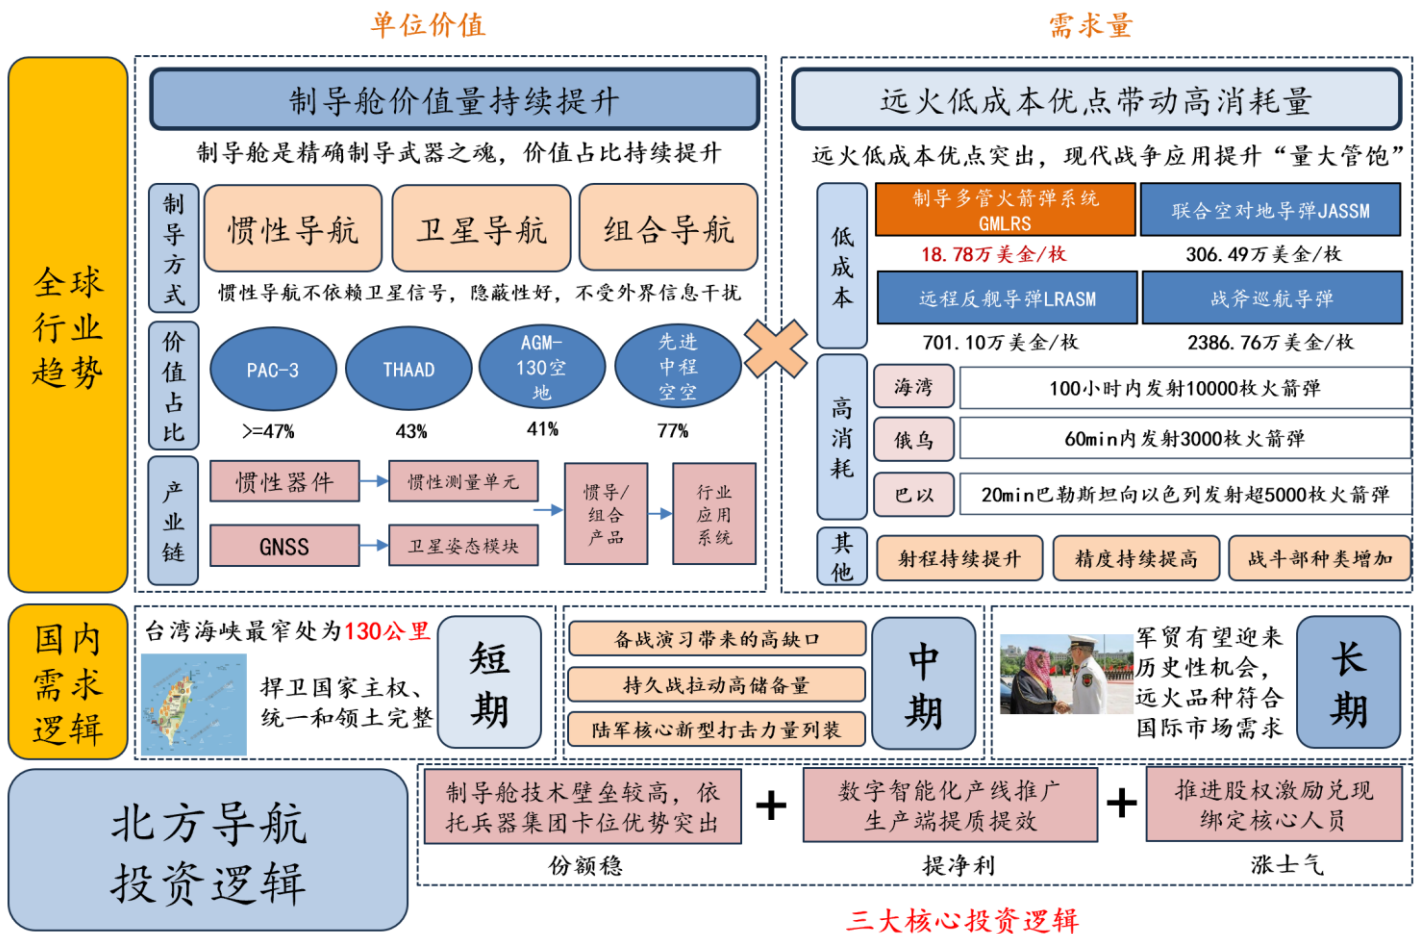 单位价值
需求量
全球
行业
趋势
制导舱价值量持续提升
制导舱是精确制导武器之魂，价值占比持续提升
制导方式
惯性导航
卫星导航
组合导航
惯性导航不依赖卫星信号，隐蔽性好，不受外界信息干扰
价值占比
PAC-3
THAAD
AGM-
130空
地
先进
中程
空空
>=47%
43%
41%
77%
产业链
惯性器件
惯性测量单元
GNSS
卫星姿态模块
惯导/
组合
产品
行业
应用
系统
远火低成本优点带动高消耗量
远火低成本优点突出，现代战争应用提升“量大管饱”
低成本
制导多管火箭弹系统
GMLRS
联合空对地导弹JASSM
18.78万美金/枚
306.49万美金/枚
远程反舰导弹LRASM
战斧巡航导弹
701.10万美金/枚
2386.76万美金/枚
高消耗
海湾
100小时内发射10000枚火箭弹
俄乌
60min内发射3000枚火箭弹
巴以
20min巴勒斯坦向以色列发射超5000枚火箭弹
其他
射程持续提升
精度持续提高
战斗部种类增加
国内
需求
逻辑
台湾海峡最窄处为130公里
捍卫国家主权、
统一和领土完整
短期
备战演习带来的高缺口
持久战拉动高储备量
陆军核心新型打击力量列装
中期
军贸有望迎来
历史性机会，
远火品种符合
国际市场需求
长期
北方导航
投资逻辑
制导舱技术壁垒较高，依
托兵器集团卡位优势突出
份额稳
+
数字智能化产线推广
生产端提质提效
提净利
+
推进股权激励兑现
绑定核心人员
涨士气
三大核心投资逻辑